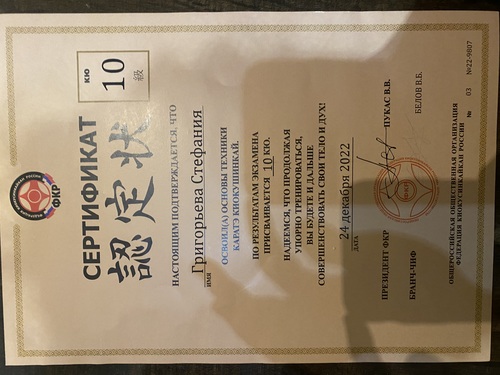 ФКР
СЕРТИФИКАТ
認定状
КЮ
10
級
НАСТОЯЩИМ ПОДТВЕРЖДАЕТСЯ, ЧТО
Григорьева Стефания
ИМЯ
ОСВОИЛ(А) ОСНОВЫ ТЕХНИКИ
КАРАТЭ КИОКУШИНКАЙ.
ПО РЕЗУЛЬТАТАМ ЭКЗАМЕНА
ПРИСВАИВАЕТСЯ 10 КЮ.
НАДЕЕМСЯ, ЧТО ПРОДОЛЖАЯ
УПОРНО ТРЕНИРОВАТЬСЯ,
ВЫ БУДЕТЕ И ДАЛЬШЕ
СОВЕРШЕНСТВОВАТЬ СВОИ ТЕЛО И ДУХ!
24 декабря 2022
ДАТА
ПРЕЗИДЕНТ ФКР
ПУКАС В.В.
БРАНЧ-ЧИФ
БЕЛОВ В.Б.
ОБЩЕРОССИЙСКАЯ ОБЩЕСТВЕННАЯ ОРГАНИЗАЦИЯ
ФЕДЕРАЦИЯ КИОКУСИНКАЙ РОССИИ
№ 03 №22-9807